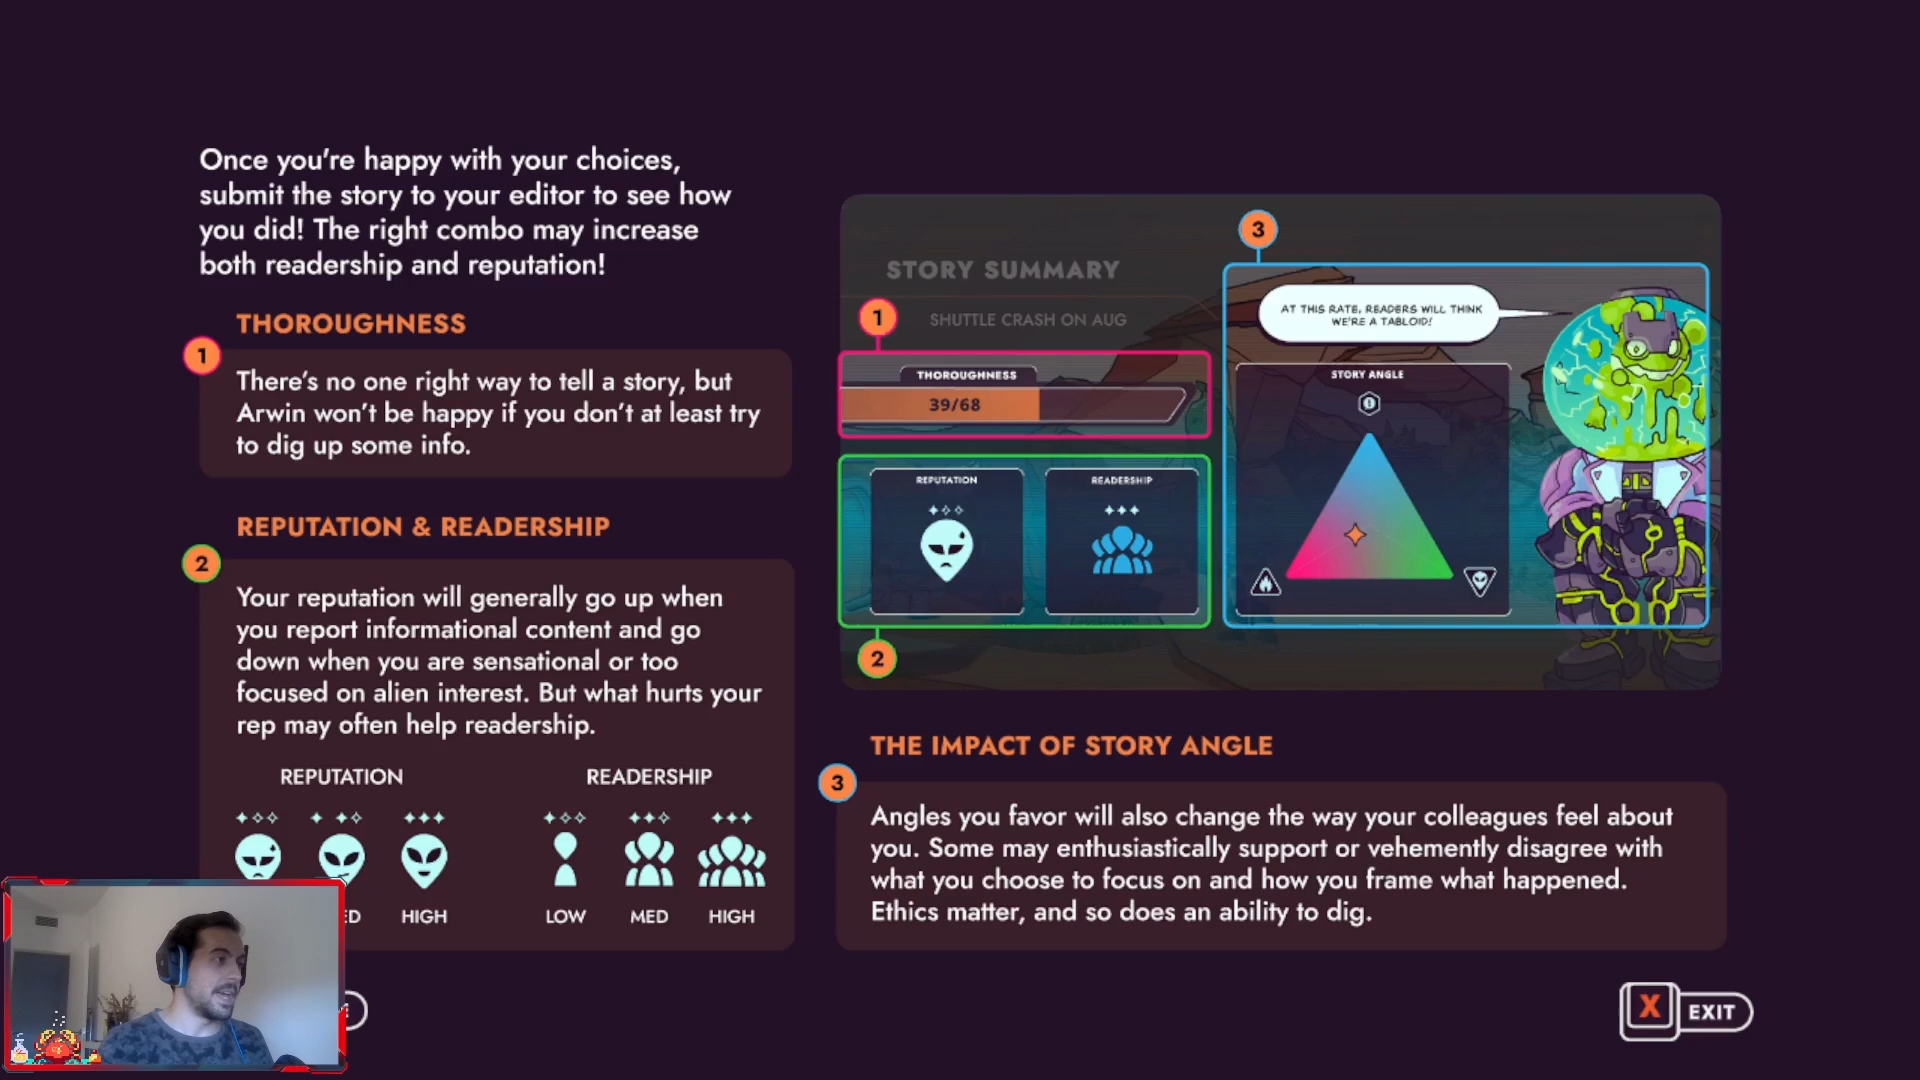 Once you're happy with your choices,
submit the story to your editor to see how
you did! The right combo may increase
both readership and reputation!
THOROUGHNESS
1
There's no one right way to tell a story, but
Arwin won't be happy if you don't at least try
to dig up some info.
REPUTATION & READERSHIP
2
Your reputation will generally go up when
you report informational content and go
down when you are sensational or too
focused on alien interest. But what hurts your
rep may often help readership.
REPUTATION
READERSHIP
HIGH
LOW
MED
HIGH
STORY SUMMARY
SHUTTLE CRASH ON AUG
1
THOROUGHNESS
39/68
REPUTATION
READERSHIP
2
3
AT THIS RATE, READERS WILL THINK
WE'RE A TABLOID!
STORY ANGLE
THE IMPACT OF STORY ANGLE
3
Angles you favor will also change the way your colleagues feel about
you. Some may enthusiastically support or vehemently disagree with
what you choose to focus on and how you frame what happened.
Ethics matter, and so does an ability to dig.
X EXIT